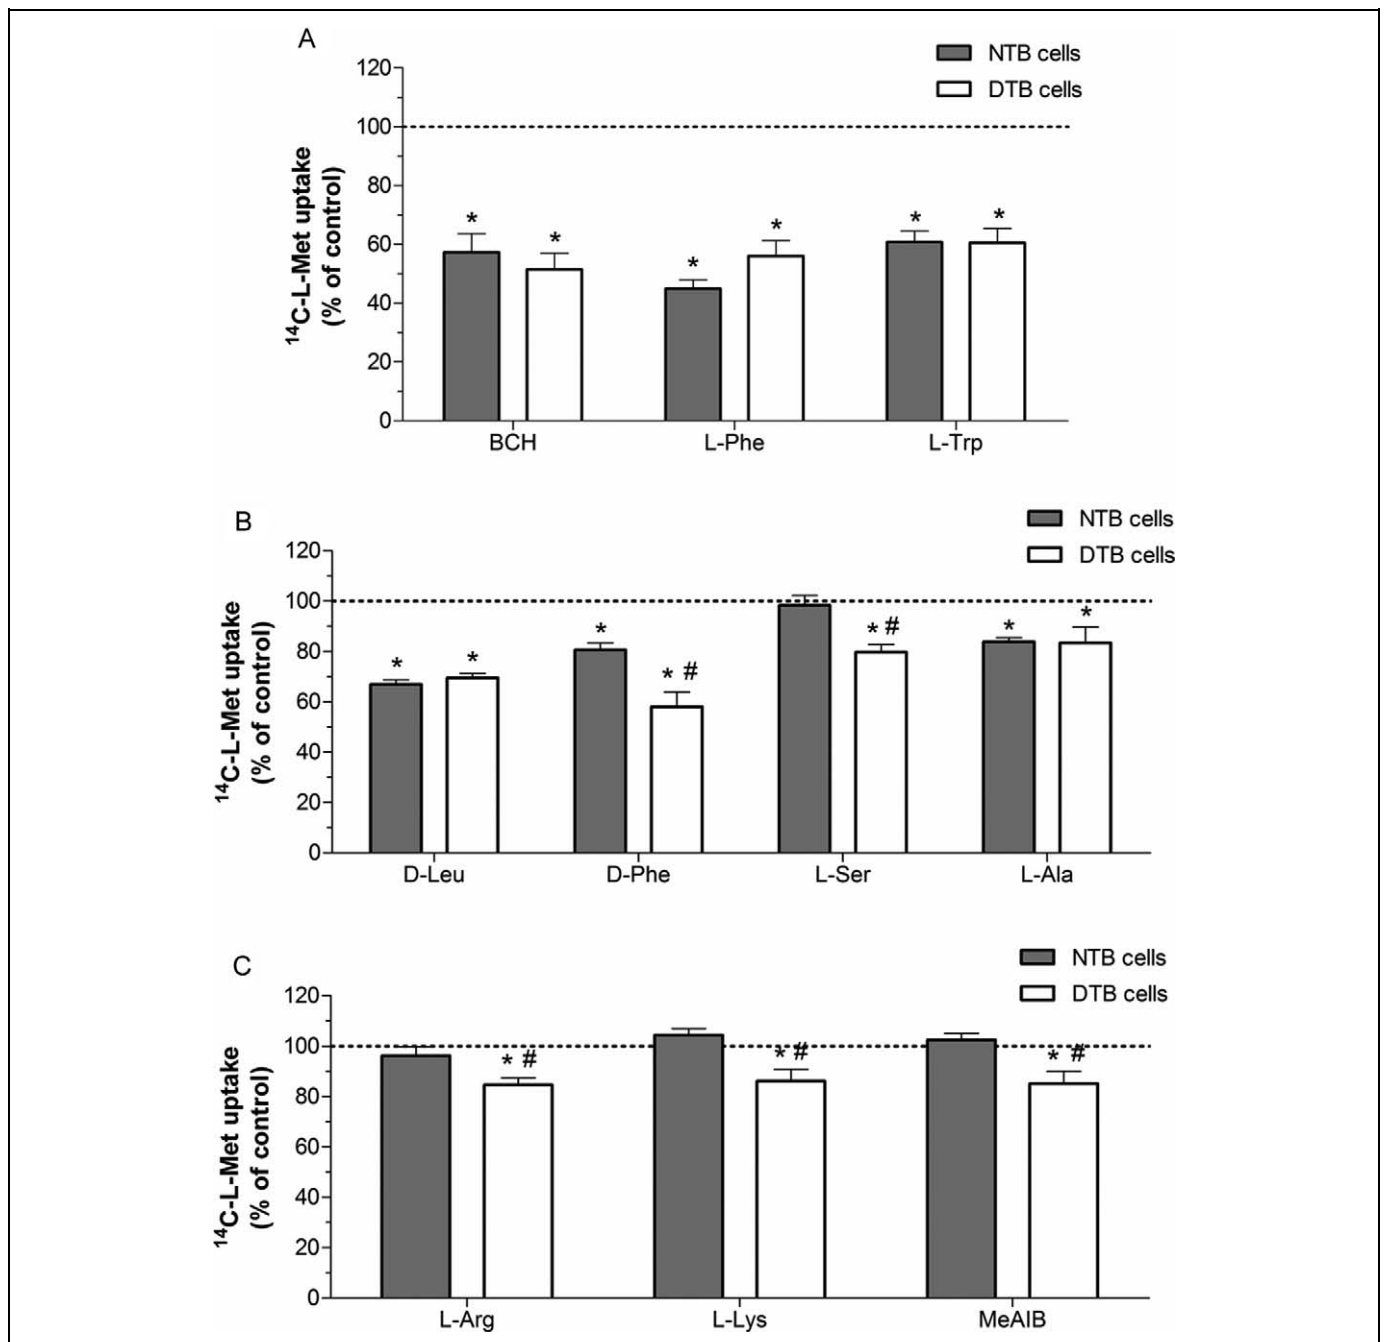 A
NTB cells
DTB cells
120
100
80
60
40
20
0
¹⁴C-L-Met uptake
(% of control)
* * * * * *
BCH L-Phe L-Trp
B
NTB cells
DTB cells
120
100
80
60
40
20
0
¹⁴C-L-Met uptake
(% of control)
* * * * # * # * *
D-Leu D-Phe L-Ser L-Ala
C
NTB cells
DTB cells
120
100
80
60
40
20
0
¹⁴C-L-Met uptake
(% of control)
* # * # * #
L-Arg L-Lys MeAIB